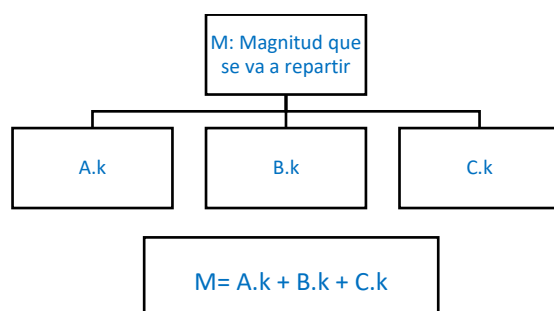 M: Magnitud que
se va a repartir
A.k
B.k
C.k
M= A.k + B.k + C.k